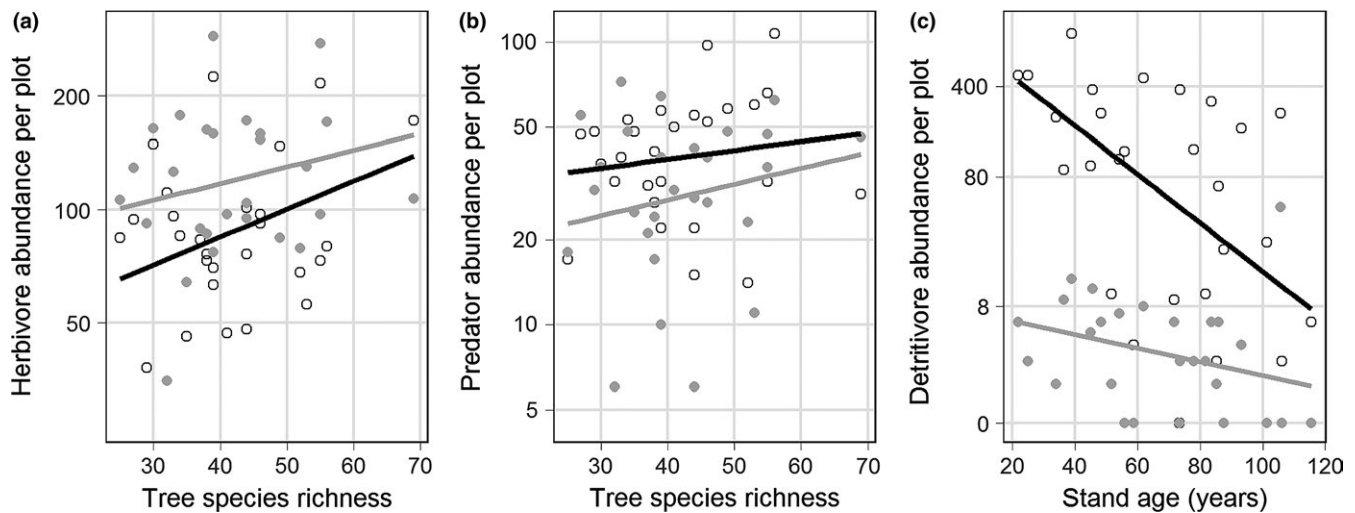 (a)
Herbivore abundance per plot
200
100
50
30 40 50 60 70
Tree species richness
(b)
Predator abundance per plot
100
50
20
10
5
30 40 50 60 70
Tree species richness
(c)
Detritivore abundance per plot
400
80
8
0
20 40 60 80 100 120
Stand age (years)